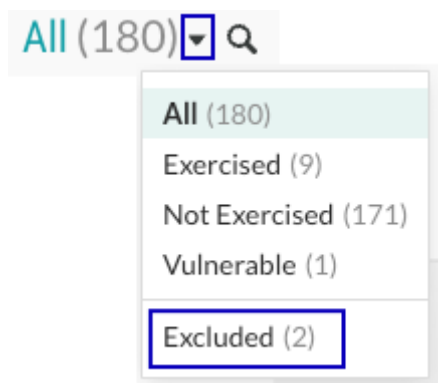 All (180)
All (180)
Exercised (9)
Not Exercised (171)
Vulnerable (1)
Excluded (2)